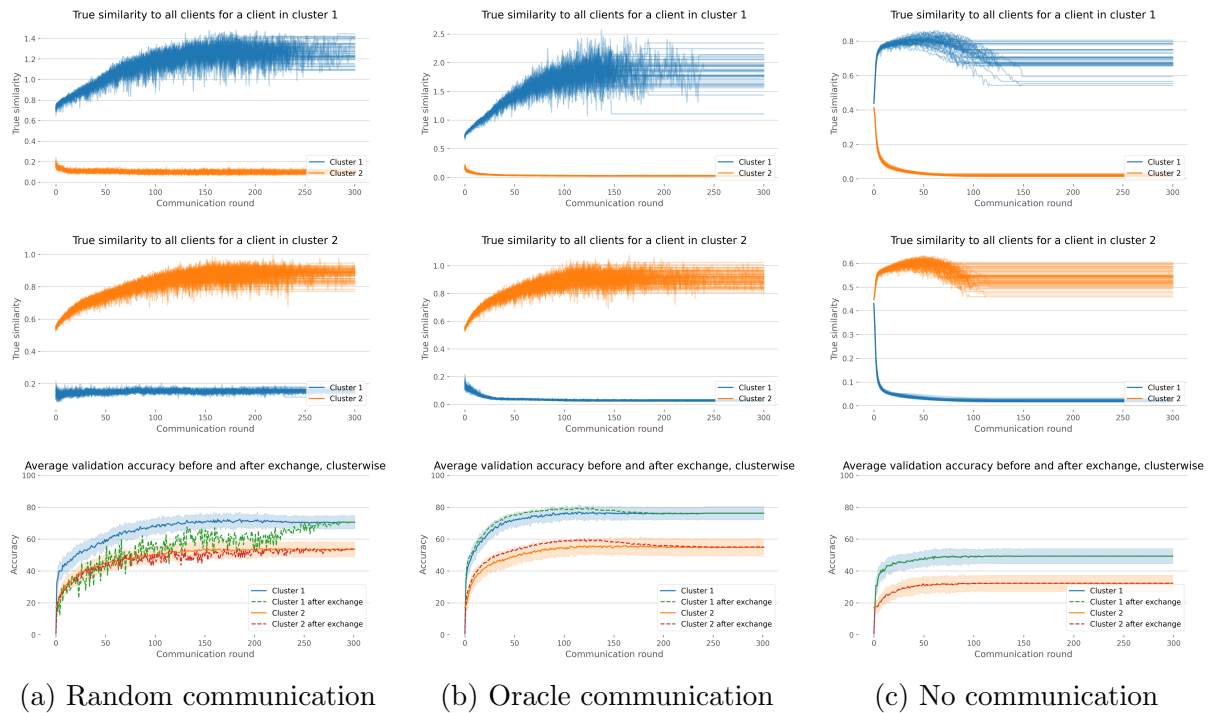 True similarity to all clients for a client in cluster 1
True similarity
1.4
1.2
1.0
0.8
0.6
0.4
0.2
0.0
Cluster 1
Cluster 2
0 50 100 150 200 250 300
Communication round
True similarity to all clients for a client in cluster 1
True similarity
2.5
2.0
1.5
1.0
0.5
0.0
Cluster 1
Cluster 2
0 50 100 150 200 250 300
Communication round
True similarity to all clients for a client in cluster 1
True similarity
0.8
0.6
0.4
0.2
0.0
Cluster 1
Cluster 2
0 50 100 150 200 250 300
Communication round
True similarity to all clients for a client in cluster 2
True similarity
1.0
0.8
0.6
0.4
0.2
Cluster 1
Cluster 2
0 50 100 150 200 250 300
Communication round
True similarity to all clients for a client in cluster 2
True similarity
1.0
0.8
0.6
0.4
0.2
0.0
Cluster 1
Cluster 2
0 50 100 150 200 250 300
Communication round
True similarity to all clients for a client in cluster 2
True similarity
0.6
0.5
0.4
0.3
0.2
0.1
0.0
Cluster 1
Cluster 2
0 50 100 150 200 250 300
Communication round
Average validation accuracy before and after exchange, clusterwise
Accuracy
100
80
60
40
20
0
Cluster 1
Cluster 1 after exchange
Cluster 2
Cluster 2 after exchange
0 50 100 150 200 250 300
Communication round
Average validation accuracy before and after exchange, clusterwise
Accuracy
100
80
60
40
20
0
Cluster 1
Cluster 1 after exchange
Cluster 2
Cluster 2 after exchange
0 50 100 150 200 250 300
Communication round
Average validation accuracy before and after exchange, clusterwise
Accuracy
100
80
60
40
20
0
Cluster 1
Cluster 1 after exchange
Cluster 2
Cluster 2 after exchange
0 50 100 150 200 250 300
Communication round
(a) Random communication
(b) Oracle communication
(c) No communication